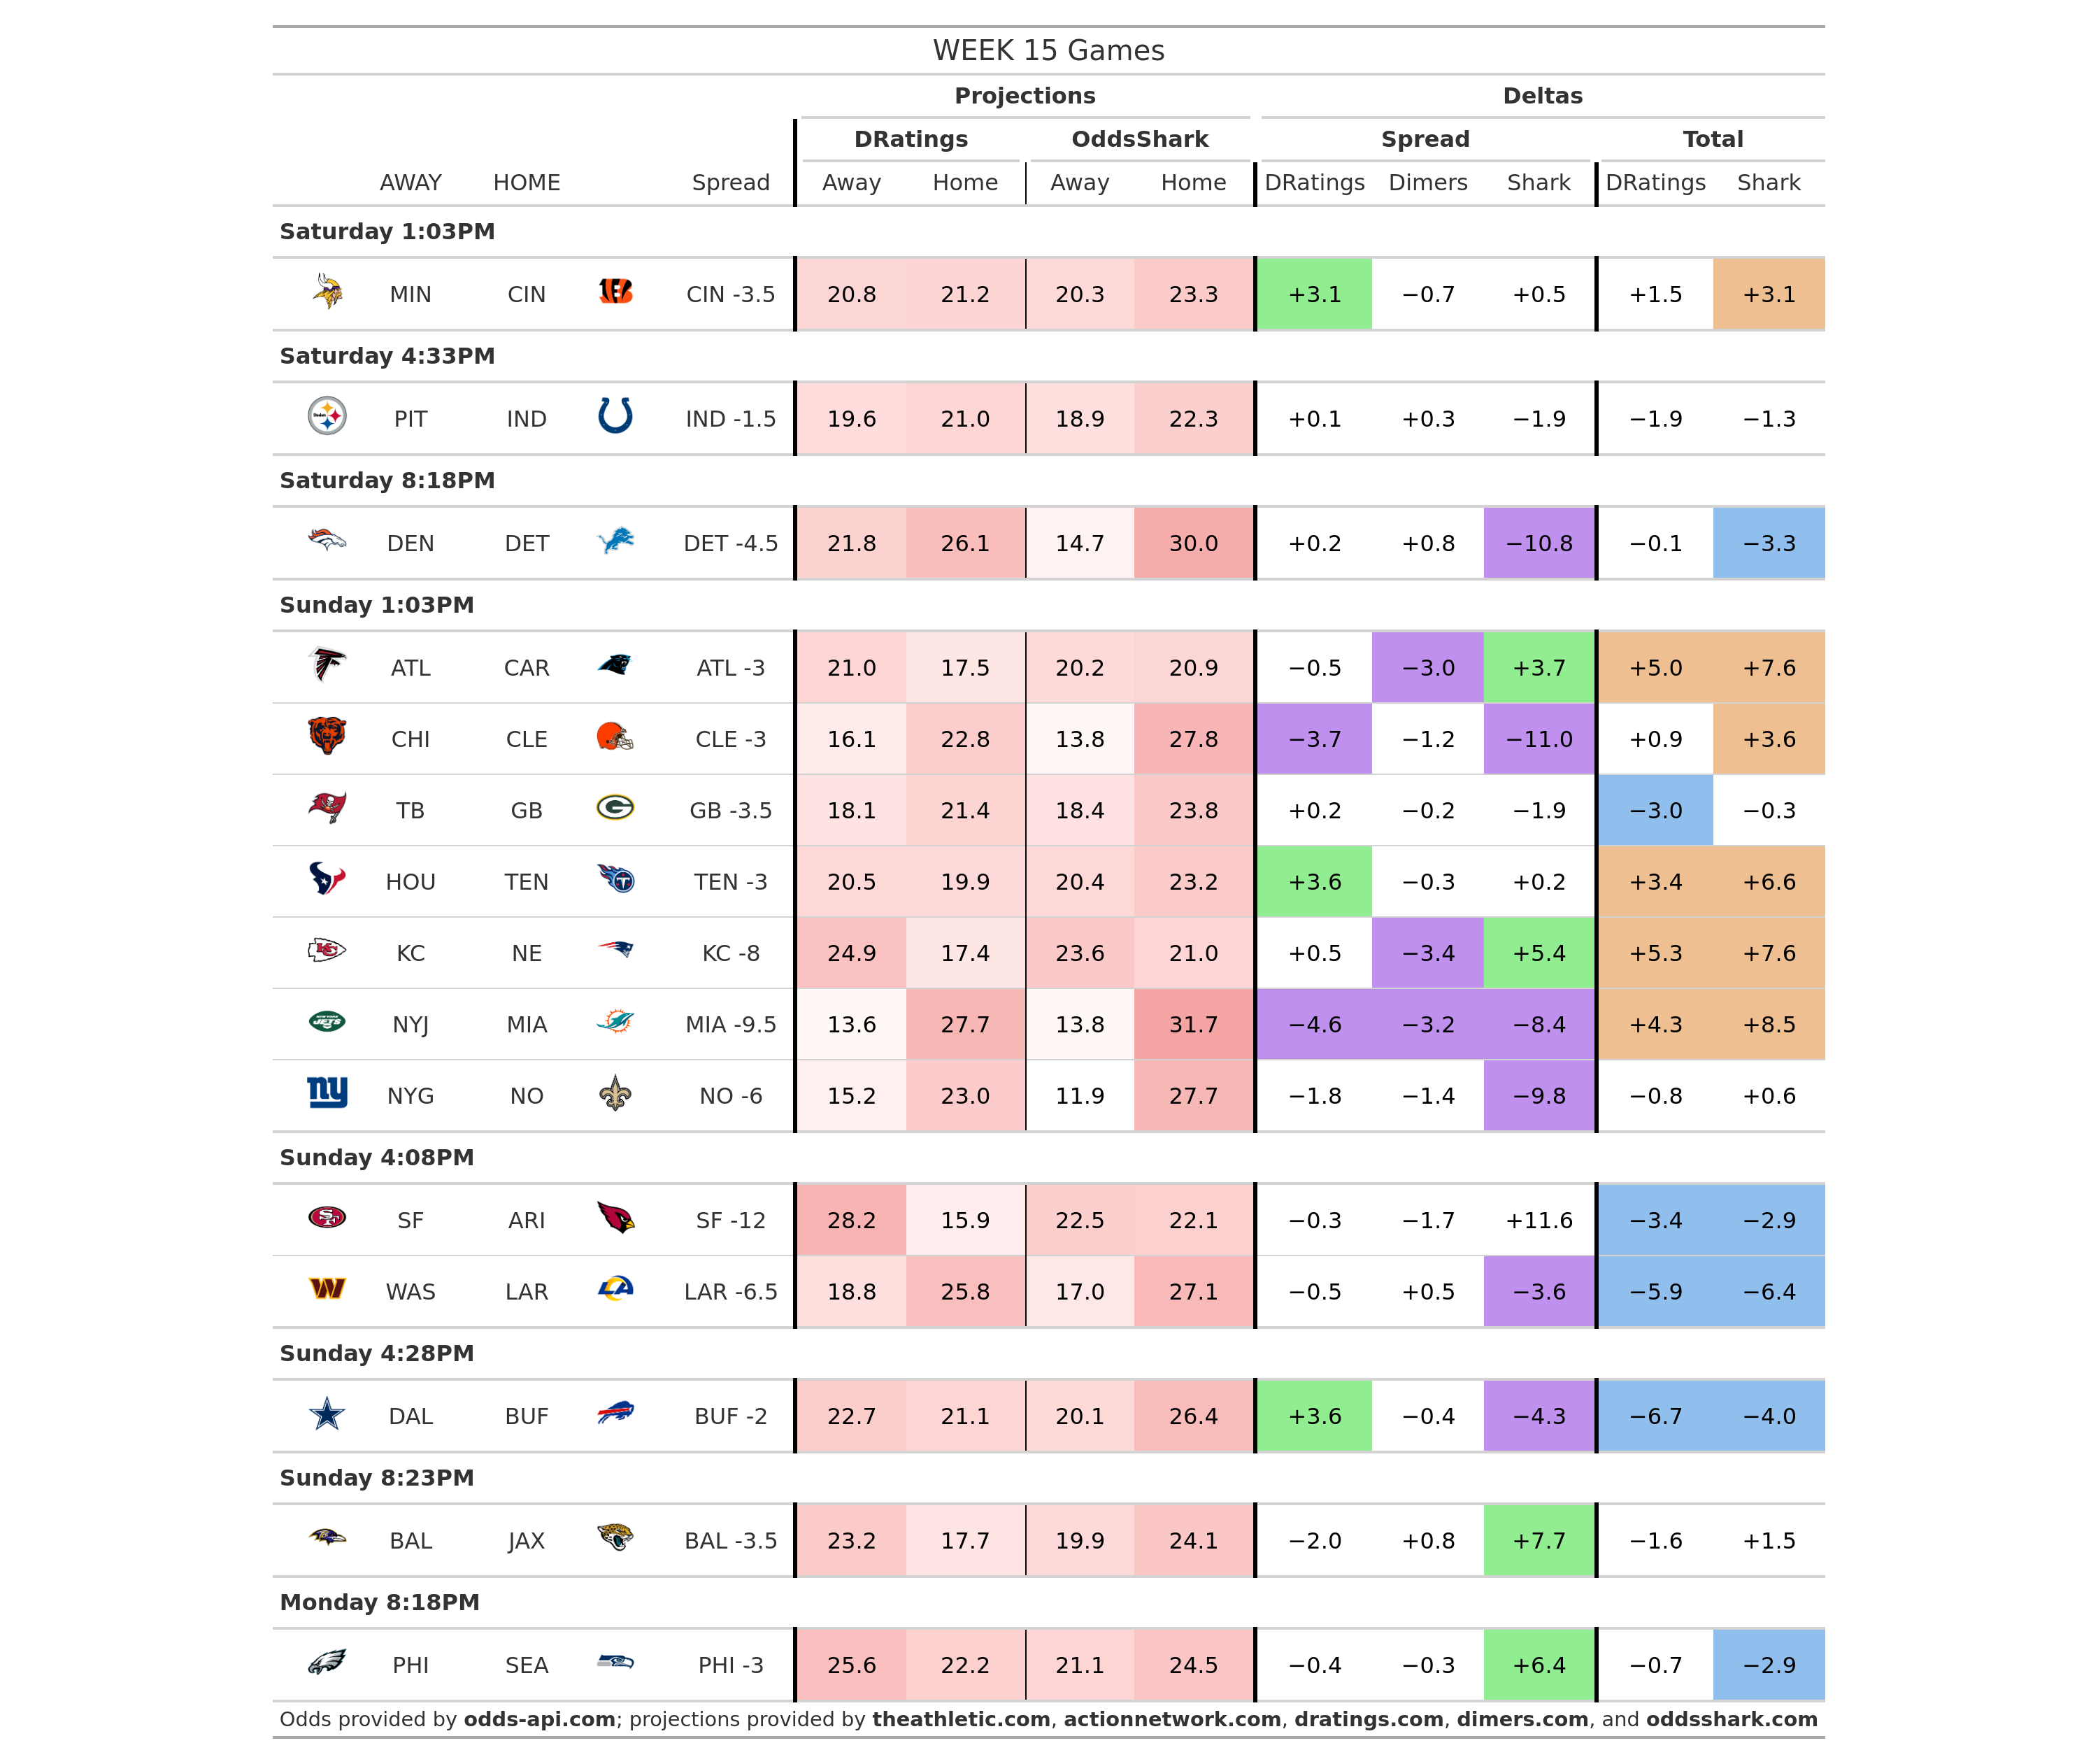 WEEK 15 Games
Projections Deltas
DRatings OddsShark Spread Total
AWAY HOME Spread Away Home Away Home DRatings Dimers Shark DRatings Shark
Saturday 1:03PM
MIN CIN CIN -3.5 20.8 21.2 20.3 23.3 +3.1 −0.7 +0.5 +1.5 +3.1
Saturday 4:33PM
PIT IND IND -1.5 19.6 21.0 18.9 22.3 +0.1 +0.3 −1.9 −1.9 −1.3
Saturday 8:18PM
DEN DET DET -4.5 21.8 26.1 14.7 30.0 +0.2 +0.8 −10.8 −0.1 −3.3
Sunday 1:03PM
ATL CAR ATL -3 21.0 17.5 20.2 20.9 −0.5 −3.0 +3.7 +5.0 +7.6
CHI CLE CLE -3 16.1 22.8 13.8 27.8 −3.7 −1.2 −11.0 +0.9 +3.6
TB GB GB -3.5 18.1 21.4 18.4 23.8 +0.2 −0.2 −1.9 −3.0 −0.3
HOU TEN TEN -3 20.5 19.9 20.4 23.2 +3.6 −0.3 +0.2 +3.4 +6.6
KC NE KC -8 24.9 17.4 23.6 21.0 +0.5 −3.4 +5.4 +5.3 +7.6
NYJ MIA MIA -9.5 13.6 27.7 13.8 31.7 −4.6 −3.2 −8.4 +4.3 +8.5
NYG NO NO -6 15.2 23.0 11.9 27.7 −1.8 −1.4 −9.8 −0.8 +0.6
Sunday 4:08PM
SF ARI SF -12 28.2 15.9 22.5 22.1 −0.3 −1.7 +11.6 −3.4 −2.9
WAS LAR LAR -6.5 18.8 25.8 17.0 27.1 −0.5 +0.5 −3.6 −5.9 −6.4
Sunday 4:28PM
DAL BUF BUF -2 22.7 21.1 20.1 26.4 +3.6 −0.4 −4.3 −6.7 −4.0
Sunday 8:23PM
BAL JAX BAL -3.5 23.2 17.7 19.9 24.1 −2.0 +0.8 +7.7 −1.6 +1.5
Monday 8:18PM
PHI SEA PHI -3 25.6 22.2 21.1 24.5 −0.4 −0.3 +6.4 −0.7 −2.9
Odds provided by odds-api.com; projections provided by theathletic.com, actionnetwork.com, dratings.com, dimers.com, and oddsshark.com